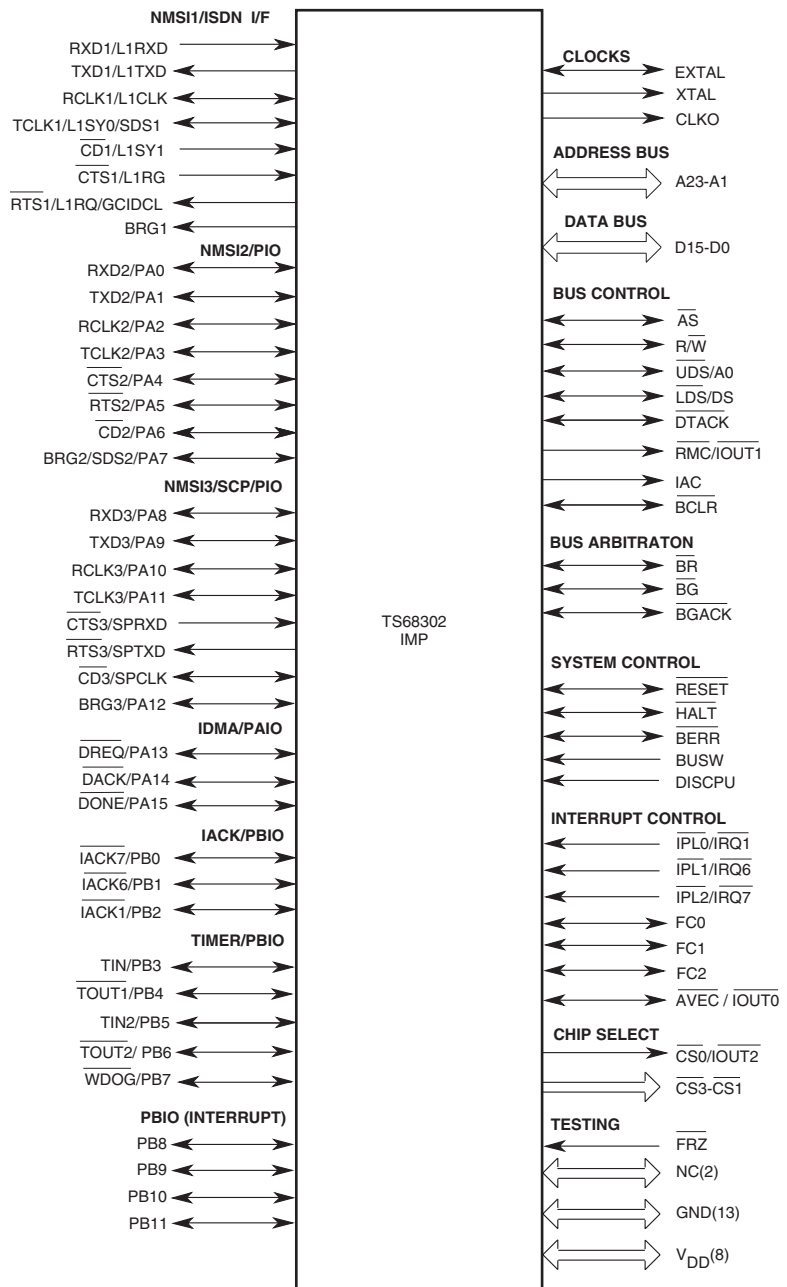 NMSI1/ISDN I/F
RXD1/L1RXD
TXD1/L1TXD
RCLK1/L1CLK
TCLK1/L1SY0/SDS1
CD1/L1SY1
CTS1/L1RG
RTS1/L1RQ/GCIDCL
BRG1
NMSI2/PIO
RXD2/PA0
TXD2/PA1
RCLK2/PA2
TCLK2/PA3
CTS2/PA4
RTS2/PA5
CD2/PA6
BRG2/SDS2/PA7
NMSI3/SCP/PIO
RXD3/PA8
TXD3/PA9
RCLK3/PA10
TCLK3/PA11
CTS3/SPRXD
RTS3/SPTXD
CD3/SPCLK
BRG3/PA12
IDMA/PAIO
DREQ/PA13
DACK/PA14
DONE/PA15
IACK/PBIO
IACK7/PB0
IACK6/PB1
IACK1/PB2
TIMER/PBIO
TIN/PB3
TOUT1/PB4
TIN2/PB5
TOUT2/ PB6
WDOG/PB7
PBIO (INTERRUPT)
PB8
PB9
PB10
PB11
TS68302
IMP
CLOCKS
EXTAL
XTAL
CLKO
ADDRESS BUS
A23-A1
DATA BUS
D15-D0
BUS CONTROL
AS
R/W
UDS/A0
LDS/DS
DTACK
RMC/IOUT1
IAC
BCLR
BUS ARBITRATON
BR
BG
BGACK
SYSTEM CONTROL
RESET
HALT
BERR
BUSW
DISCPU
INTERRUPT CONTROL
IPL0/IRQ1
IPL1/IRQ6
IPL2/IRQ7
FC0
FC1
FC2
AVEC / IOUT0
CHIP SELECT
CS0/IOUT2
CS3-CS1
TESTING
FRZ
NC(2)
GND(13)
VDD(8)